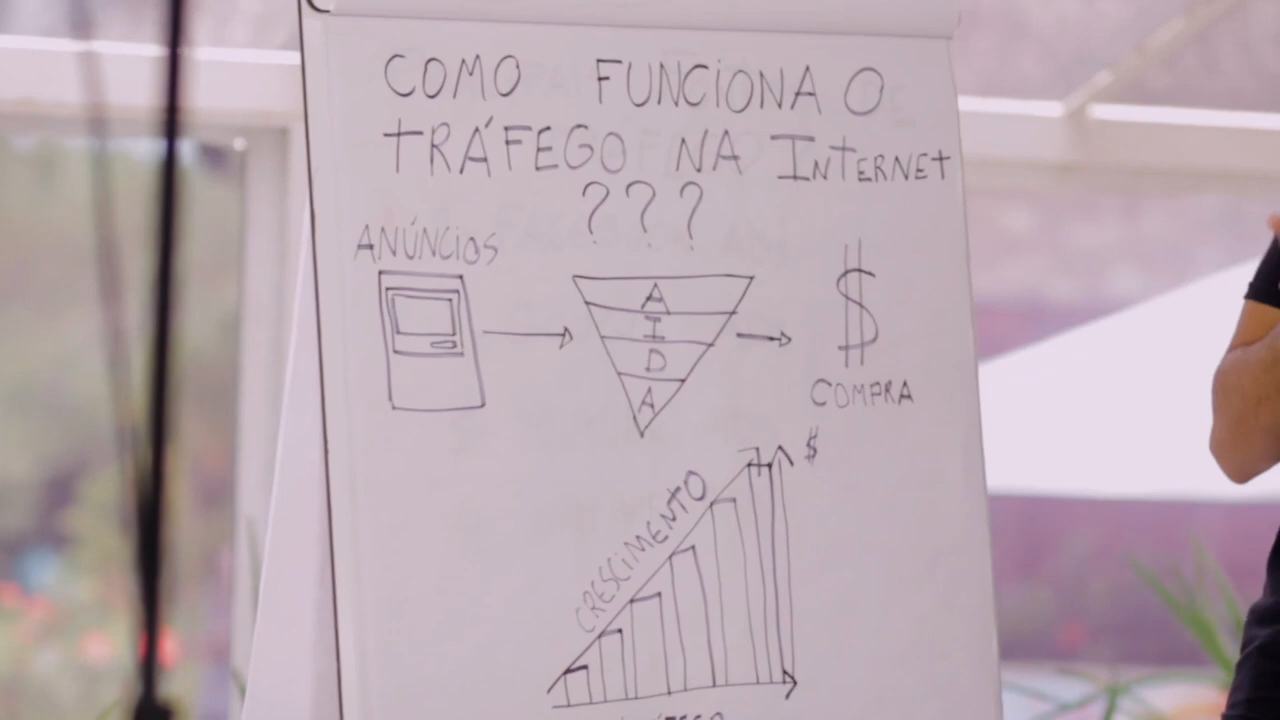 COMO FUNCIONA O
TRÁFEGO NA INTERNET
???
ANÚNCIOS
A
I
D
A
$
COMPRA
$
CRESCIMENTO